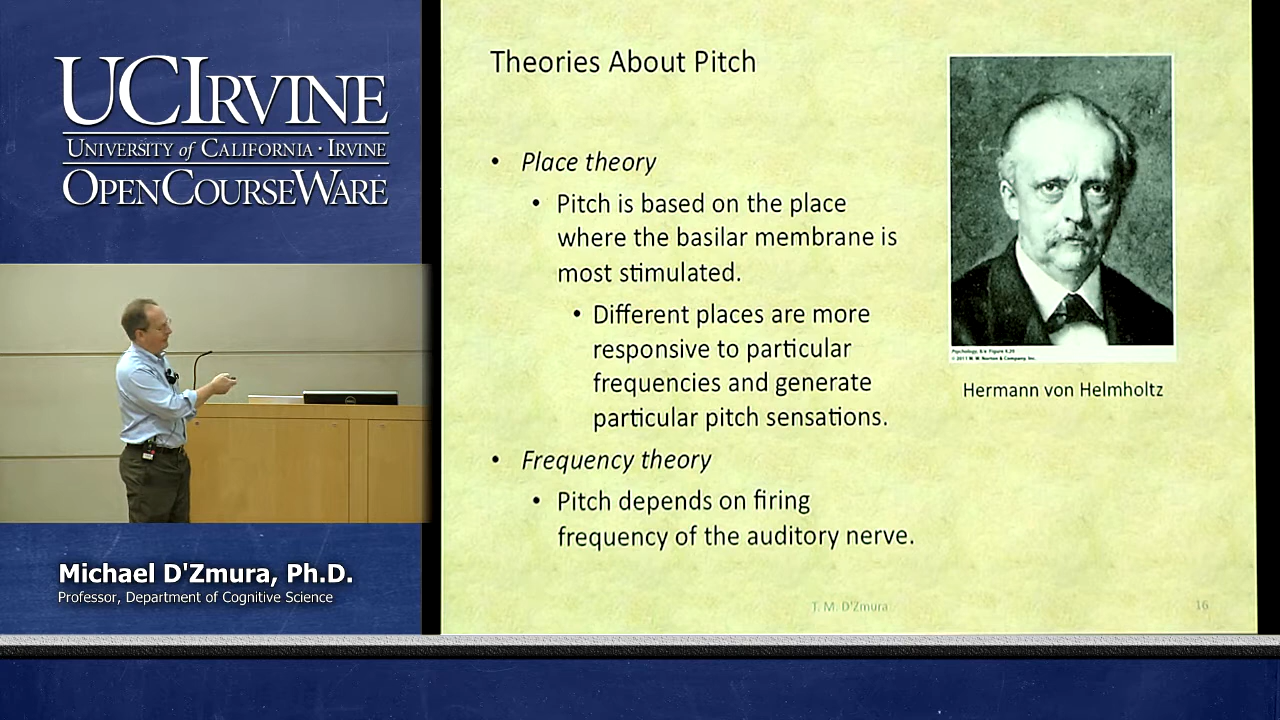 UCIRVINE
UNIVERSITY of CALIFORNIA · IRVINE
OPENCOURSEWARE
Michael D'Zmura, Ph.D.
Professor, Department of Cognitive Science
Theories About Pitch
• Place theory
• Pitch is based on the place
where the basilar membrane is
most stimulated.
• Different places are more
responsive to particular
frequencies and generate
particular pitch sensations.
• Frequency theory
• Pitch depends on firing
frequency of the auditory nerve.
Hermann von Helmholtz
T. M. D'Zmura
16